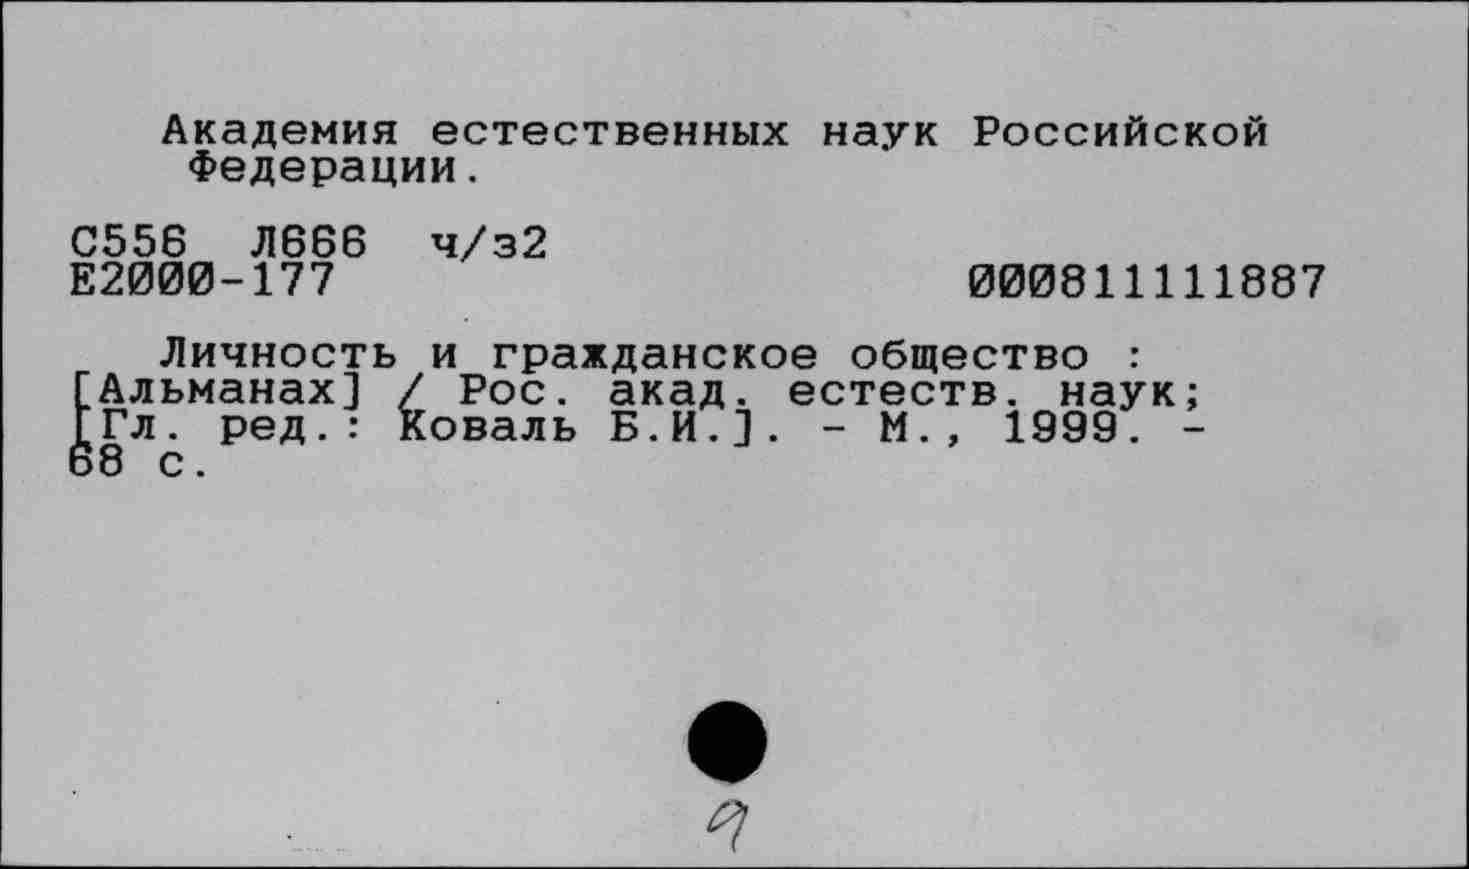 Академия естественных наук Российской
Федерации.
С556 Л666 ч/з2
Е2000-177 000811111887
Личность и гражданское общество :
[Альманах] / Рос. акад. естеств. наук;
[Гл. ред.: Коваль Б.И.]. - М., 1999. -
68 с.